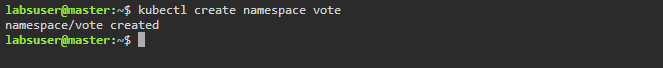 labsuser@master:~$ kubectl create namespace vote
namespace/vote created
labsuser@master:~$